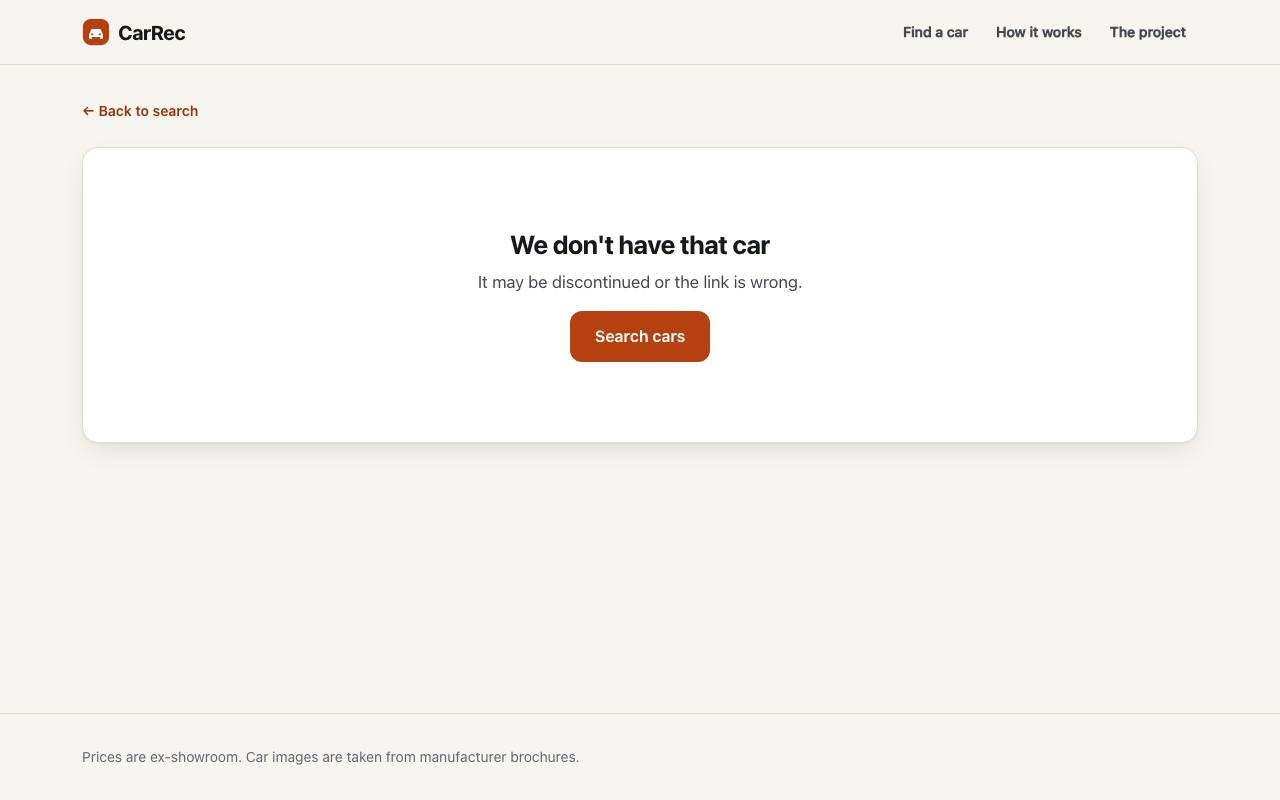 CarRec
Find a car
How it works
The project
← Back to search
We don't have that car
It may be discontinued or the link is wrong.
Search cars
Prices are ex-showroom. Car images are taken from manufacturer brochures.